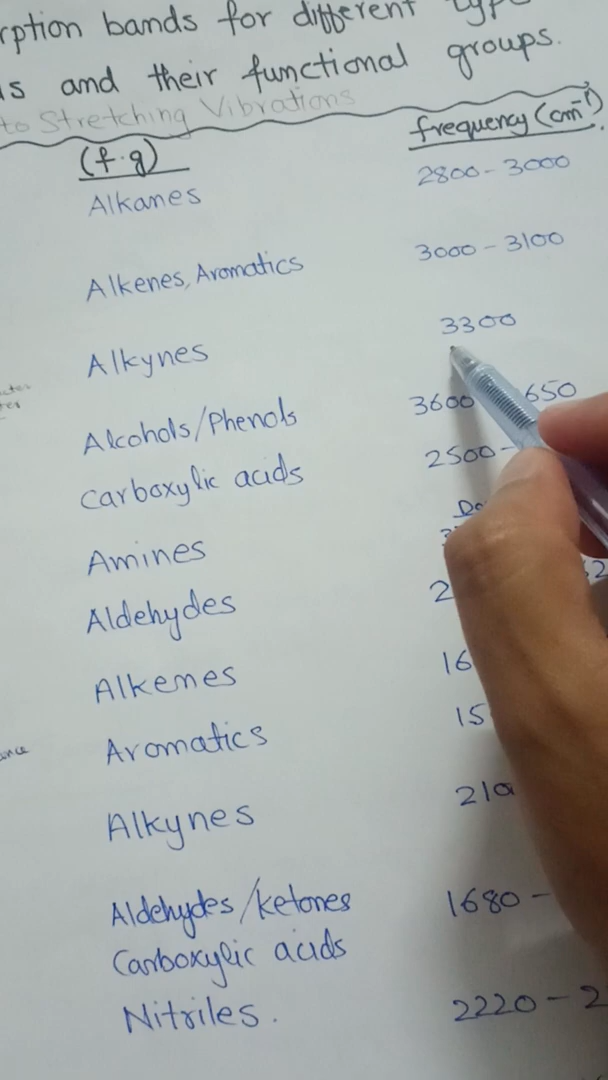 bands for different
and their functional groups.
to Stretching Vibrations
(f.g) frequency (cm⁻¹)
Alkanes 2800-3000
Alkenes, Aromatics 3000-3100
Alkynes 3300
Alcohols/Phenols 3600 650
Carboxylic acids 2500-
Amines
Aldehydes 2
Alkenes 16
Aromatics 15
Alkynes 210
Aldehydes/ketones 1680-
Carboxylic acids
Nitriles. 2220-2